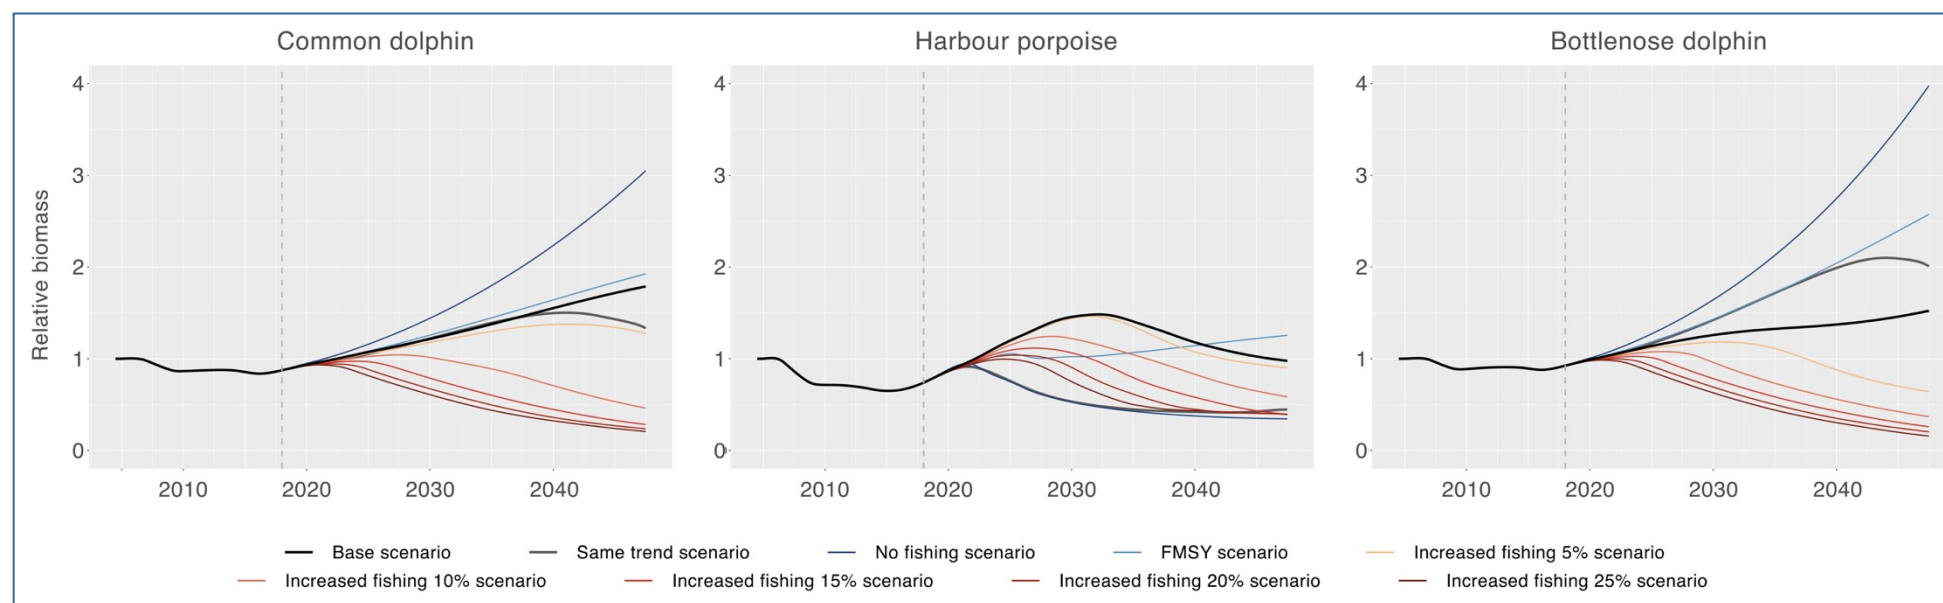 Common dolphin Harbour porpoise Bottlenose dolphin
Relative biomass
4 4 4
3 3 3
2 2 2
1 1 1
0 0 0
2010 2020 2030 2040 2010 2020 2030 2040 2010 2020 2030 2040
Base scenario Same trend scenario No fishing scenario FMSY scenario Increased fishing 5% scenario
Increased fishing 10% scenario Increased fishing 15% scenario Increased fishing 20% scenario Increased fishing 25% scenario